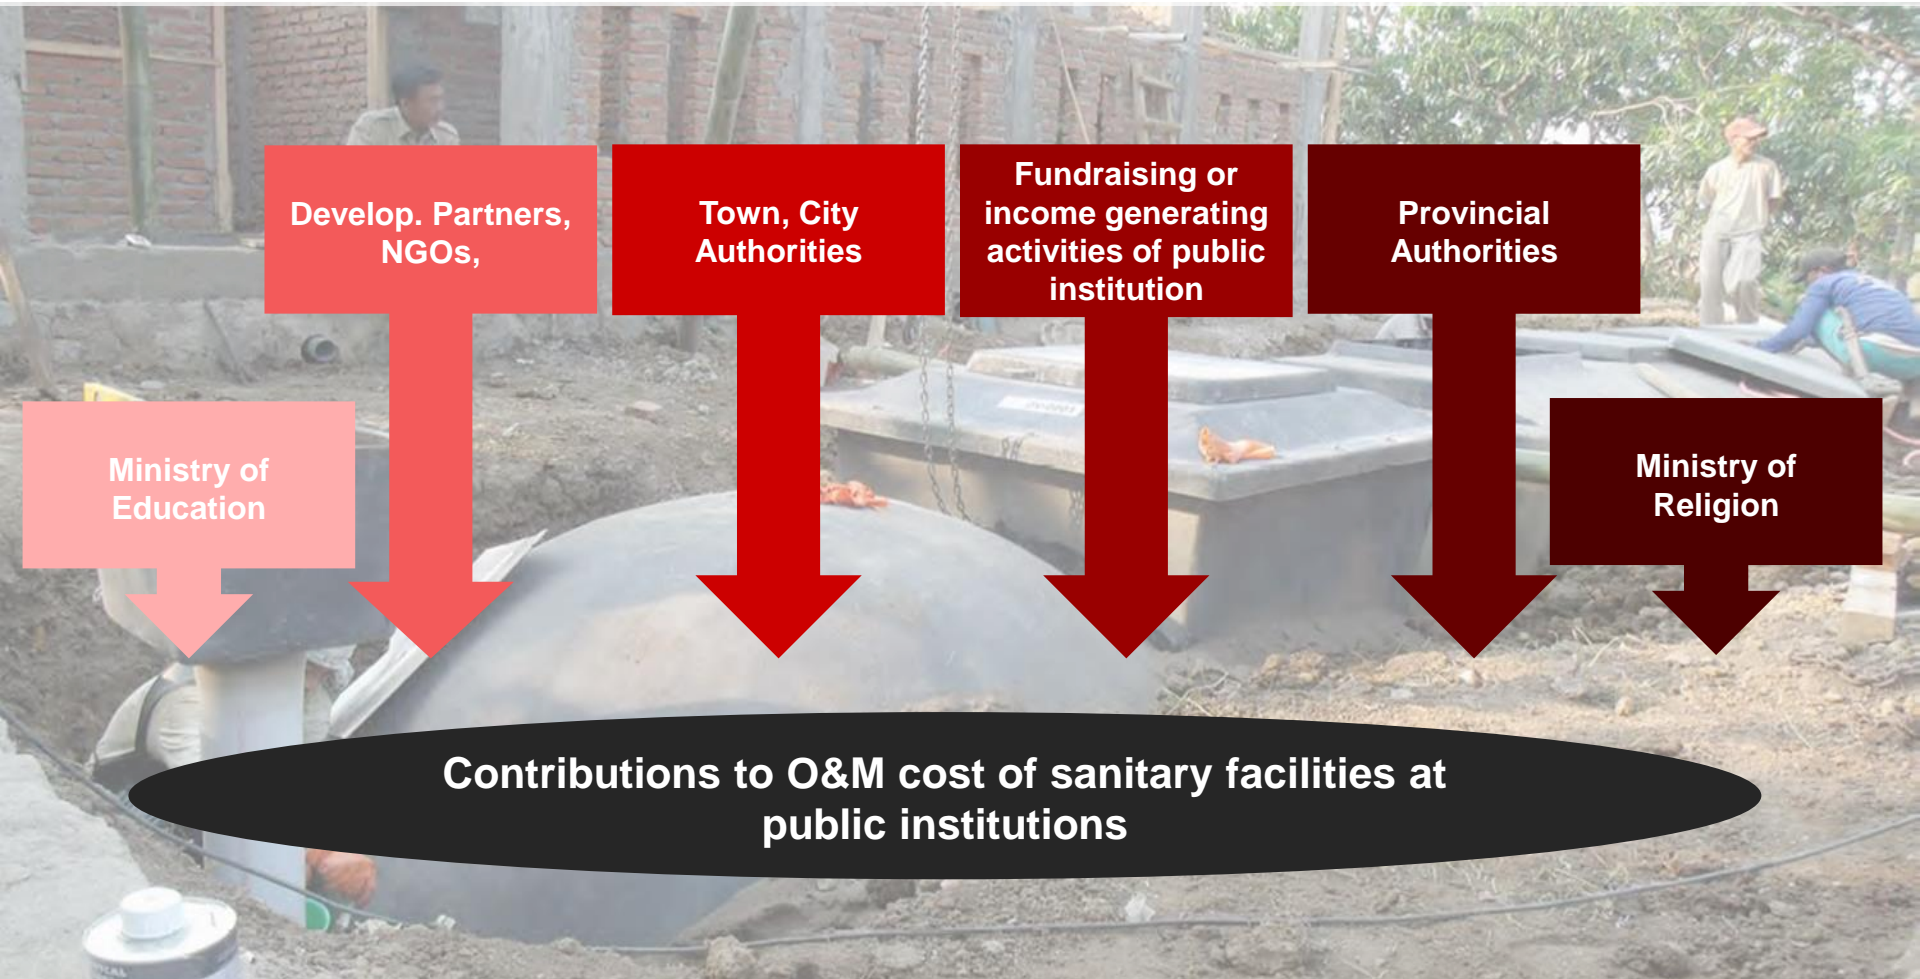 Develop. Partners,
NGOs,
Town, City
Authorities
Fundraising or
income generating
activities of public
institution
Provincial
Authorities
Ministry of
Education
Ministry of
Religion
Contributions to O&M cost of sanitary facilities at
public institutions